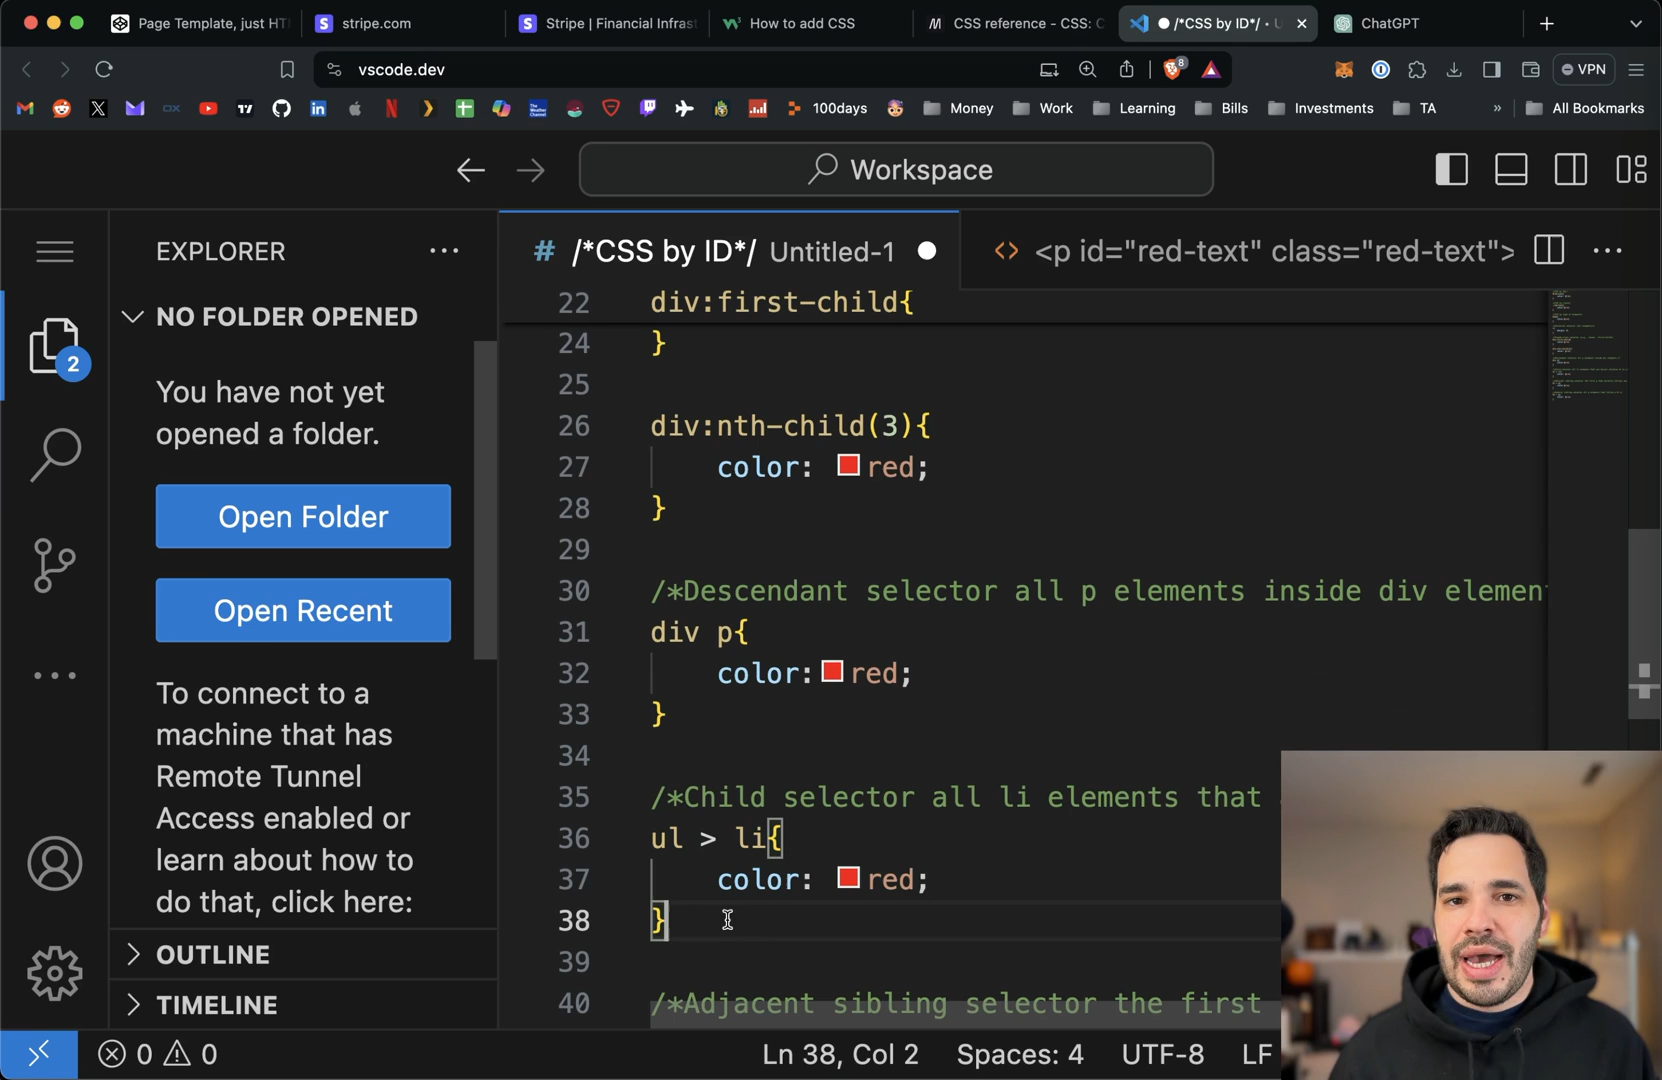 Page Template, just HT
stripe.com
Stripe | Financial Infrast
How to add CSS
CSS reference - CSS: C
/*CSS by ID*/ • U
ChatGPT
vscode.dev
8
VPN
100days
Money
Work
Learning
Bills
Investments
TA
»
All Bookmarks
Workspace
EXPLORER
NO FOLDER OPENED
2
You have not yet
opened a folder.
Open Folder
Open Recent
To connect to a
machine that has
Remote Tunnel
Access enabled or
learn about how to
do that, click here:
OUTLINE
TIMELINE
# /*CSS by ID*/ Untitled-1
<> <p id="red-text" class="red-text">
22 div:first-child{
24 }
25
26 div:nth-child(3){
27 color: red;
28 }
29
30 /*Descendant selector all p elements inside div element
31 div p{
32 color: red;
33 }
34
35 /*Child selector all li elements that
36 ul > li{
37 color: red;
38 }
39
40 /*Adjacent sibling selector the first
0 0
Ln 38, Col 2
Spaces: 4
UTF-8
LF